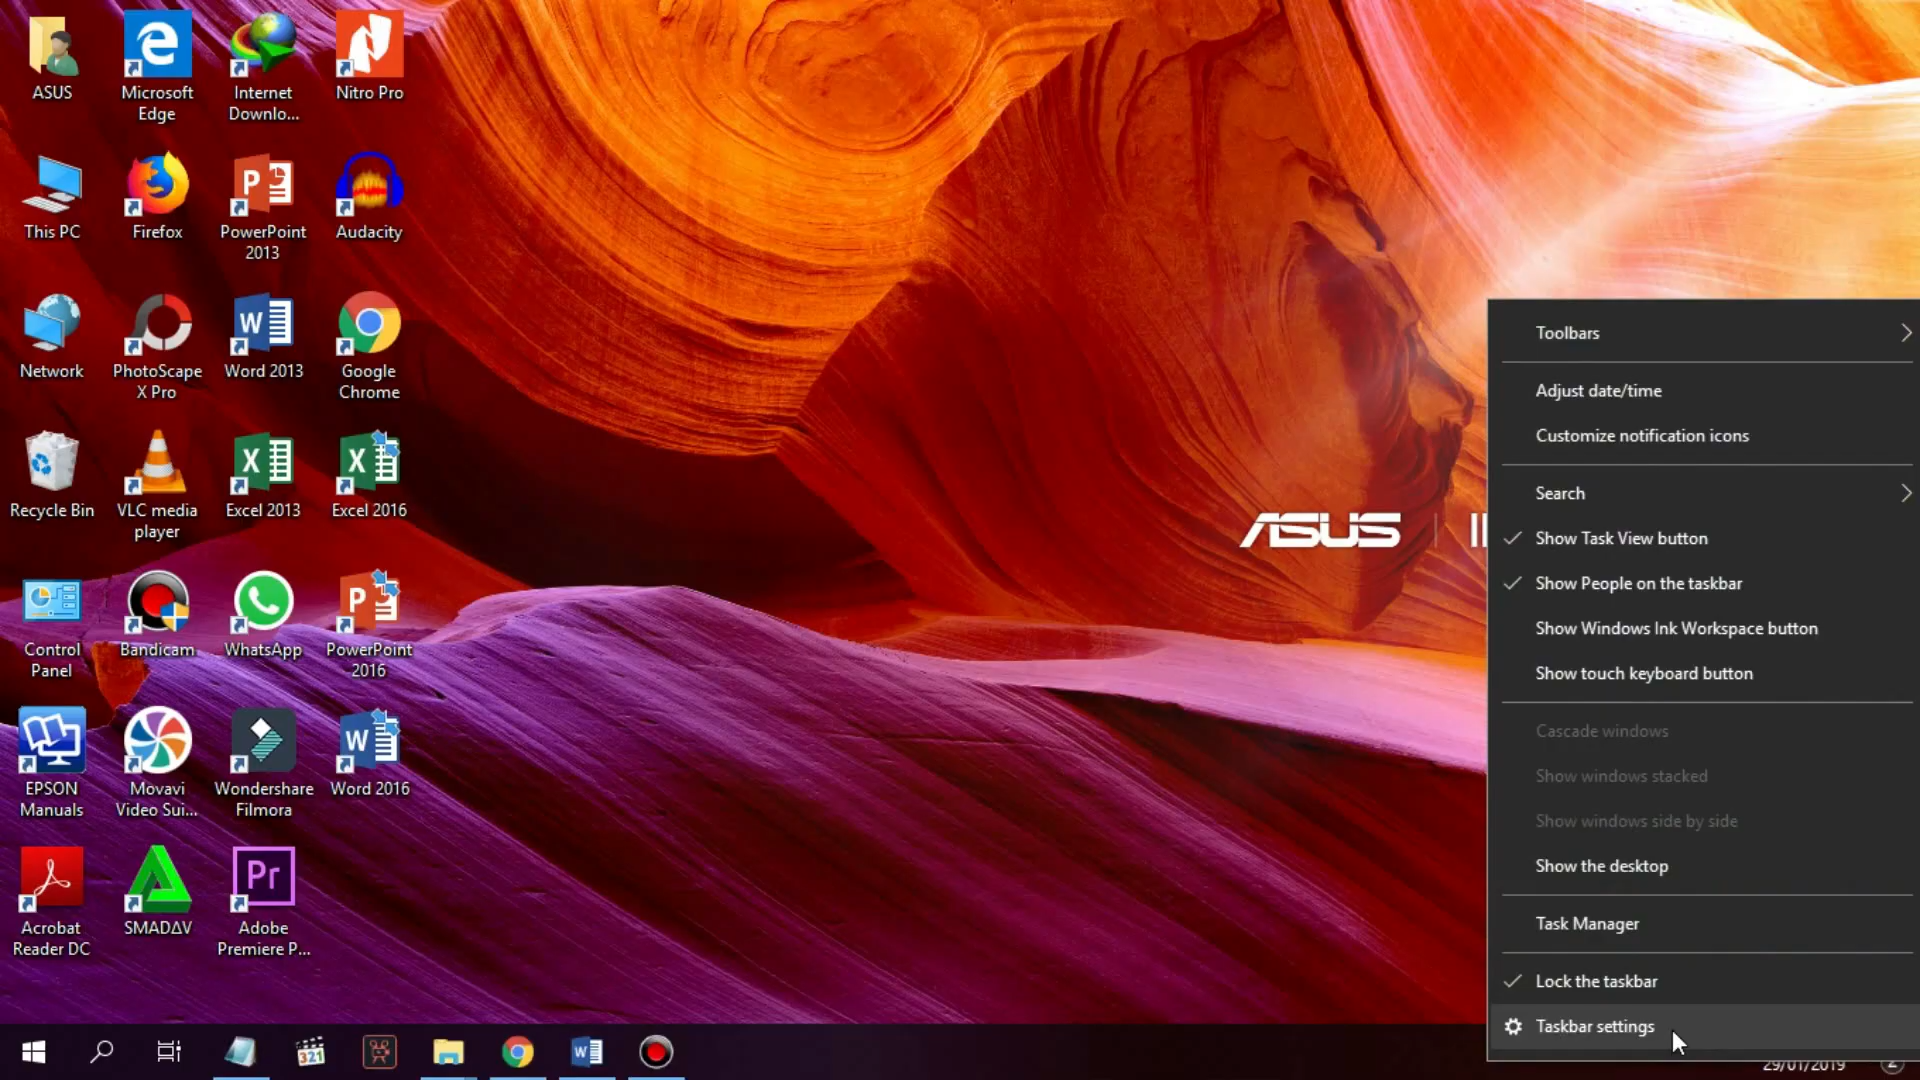 ASUS
Microsoft
Edge
Internet
Downlo...
Nitro Pro
This PC
Firefox
PowerPoint
2013
Audacity
Network
PhotoScape
X Pro
Word 2013
Google
Chrome
Recycle Bin
VLC media
player
Excel 2013
Excel 2016
Control
Panel
Bandicam
WhatsApp
PowerPoint
2016
EPSON
Manuals
Movavi
Video Sui...
Wondershare
Filmora
Word 2016
Acrobat
Reader DC
SMADΔV
Pr
Adobe
Premiere P...
ASUS
Toolbars
Adjust date/time
Customize notification icons
Search
Show Task View button
Show People on the taskbar
Show Windows Ink Workspace button
Show touch keyboard button
Cascade windows
Show windows stacked
Show windows side by side
Show the desktop
Task Manager
Lock the taskbar
Taskbar settings
321
29/01/2019
2